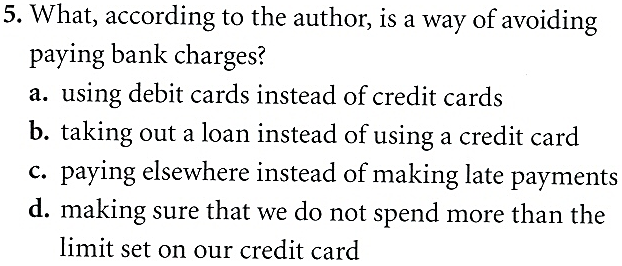 5. What, according to the author, is a way of avoiding
paying bank charges?
a. using debit cards instead of credit cards
b. taking out a loan instead of using a credit card
c. paying elsewhere instead of making late payments
d. making sure that we do not spend more than the
limit set on our credit card